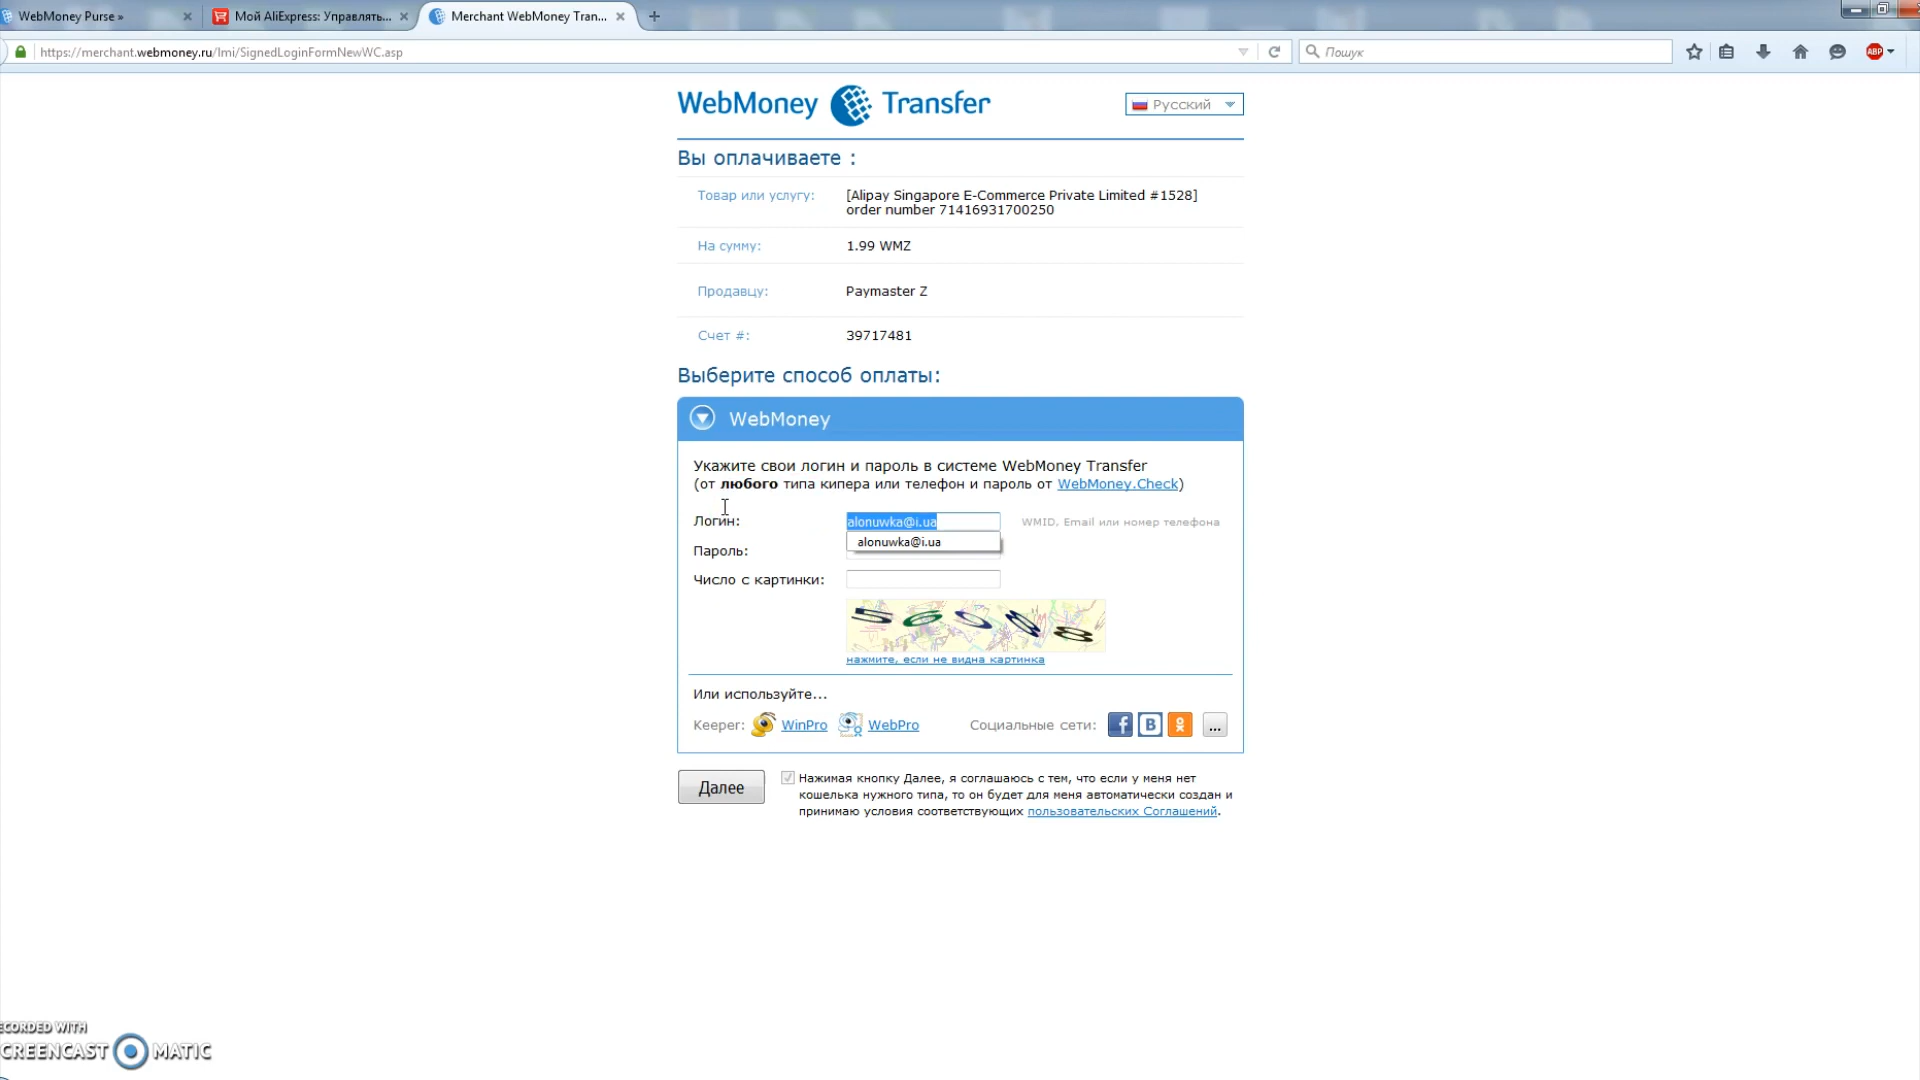 WebMoney Purse »
Мой AliExpress: Управлять...
Merchant WebMoney Tran...
https://merchant.webmoney.ru/lmi/SignedLoginFormNewWC.asp
Пошук
ABP
WebMoney Transfer
Русский
Вы оплачиваете :
Товар или услугу:
[Alipay Singapore E-Commerce Private Limited #1528]
order number 71416931700250
На сумму:
1.99 WMZ
Продавцу:
Paymaster Z
Счет #:
39717481
Выберите способ оплаты:
WebMoney
Укажите свои логин и пароль в системе WebMoney Transfer
(от любого типа кипера или телефон и пароль от WebMoney.Check)
Логин:
alonuwka@i.ua
WMID, Email или номер телефона
alonuwka@i.ua
Пароль:
Число с картинки:
нажмите, если не видна картинка
Или используйте...
Keeper: WinPro WebPro
Социальные сети:
...
Далее
Нажимая кнопку Далее, я соглашаюсь с тем, что если у меня нет
кошелька нужного типа, то он будет для меня автоматически создан и
принимаю условия соответствующих пользовательских Соглашений.
ECORDED WITH
CREENCAST MATIC